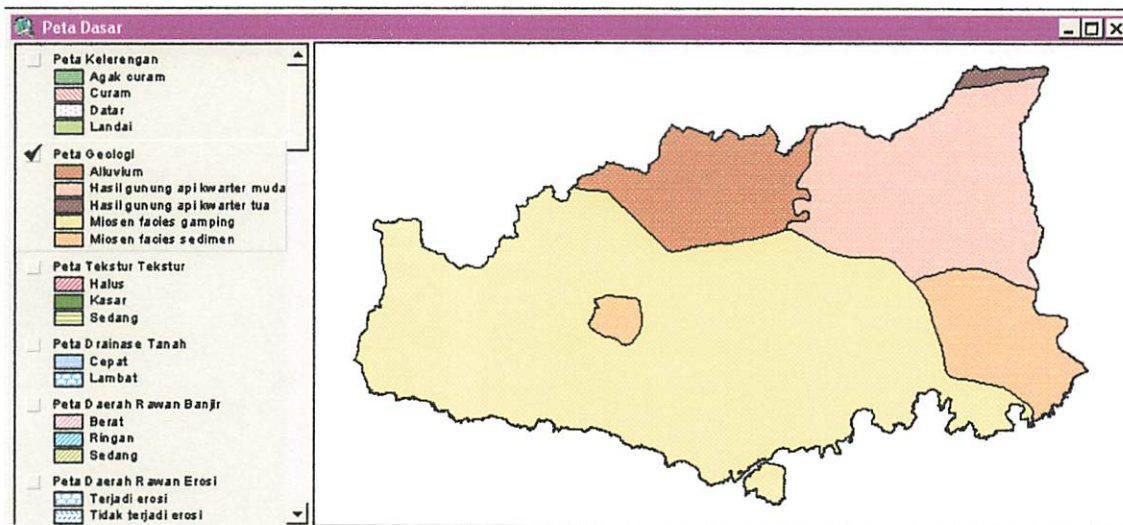 Peta Dasar
Peta Kelerengan
Agak curam
Curam
Datar
Landai
Peta Geologi
Alluvium
Hasil gunung api kwarter muda
Hasil gunung api kwarter tua
Miosen facies gamping
Miosen facies sedimen
Peta Tekstur Tekstur
Halus
Kasar
Sedang
Peta Drainase Tanah
Cepat
Lambat
Peta Daerah Rawan Banjir
Berat
Ringan
Sedang
Peta Daerah Rawan Erosi
Terjadi erosi
Tidak terjadi erosi